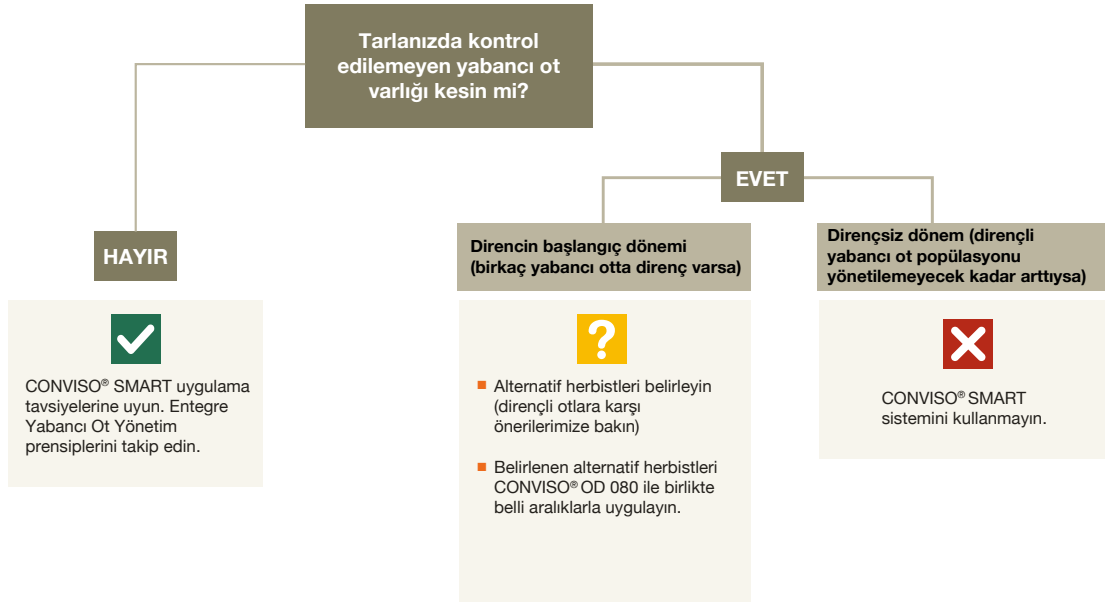 Tarlanızda kontrol
edilemeyen yabancı ot
varlığı kesin mi?
HAYIR
CONVISO® SMART uygulama
tavsiyelerine uyun. Entegre
Yabancı Ot Yönetim
prensiplerini takip edin.
EVET
Direncin başlangıç dönemi
(birkaç yabancı otta direnç varsa)
?
■ Alternatif herbistleri belirleyin
(dirençli otlara karşı
önerilerimize bakın)
■ Belirlenen alternatif herbistleri
CONVISO® OD 080 ile birlikte
belli aralıklarla uygulayın.
Dirençsiz dönem (dirençli
yabancı ot popülasyonu
yönetilemeyecek kadar arttıysa)
CONVISO® SMART
sistemini kullanmayın.